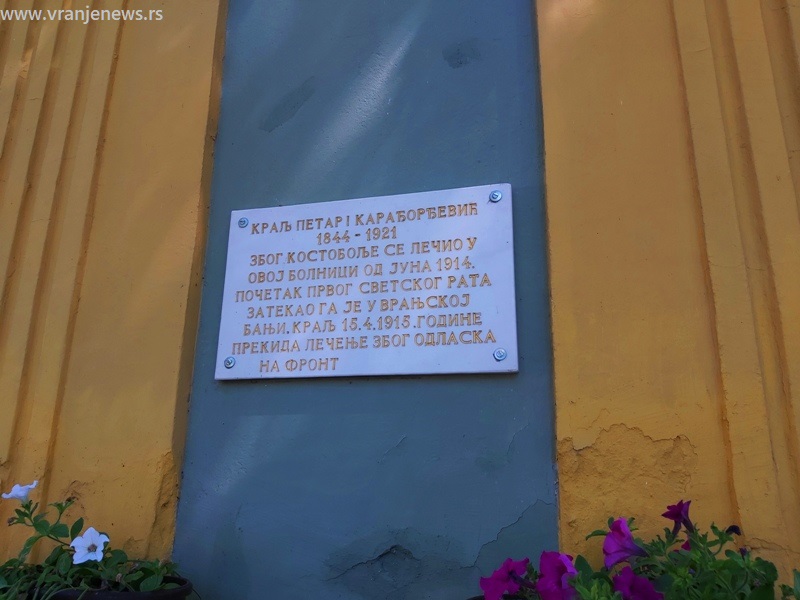 www.vranjenews.rs
КРАЉ ПЕТАР I КАРАЂОРЂЕВИЋ
1844 - 1921
ЗБОГ КОСТОБОЉЕ СЕ ЛЕЧИО У
ОВОЈ БОЛНИЦИ ОД ЈУНА 1914.
ПОЧЕТАК ПРВОГ СВЕТСКОГ РАТА
ЗАТЕКАО ГА ЈЕ У ВРАЊСКОЈ
БАЊИ. КРАЉ 15.4.1915. ГОДИНЕ
ПРЕКИДА ЛЕЧЕЊЕ ЗБОГ ОДЛАСКА
НА ФРОНТ